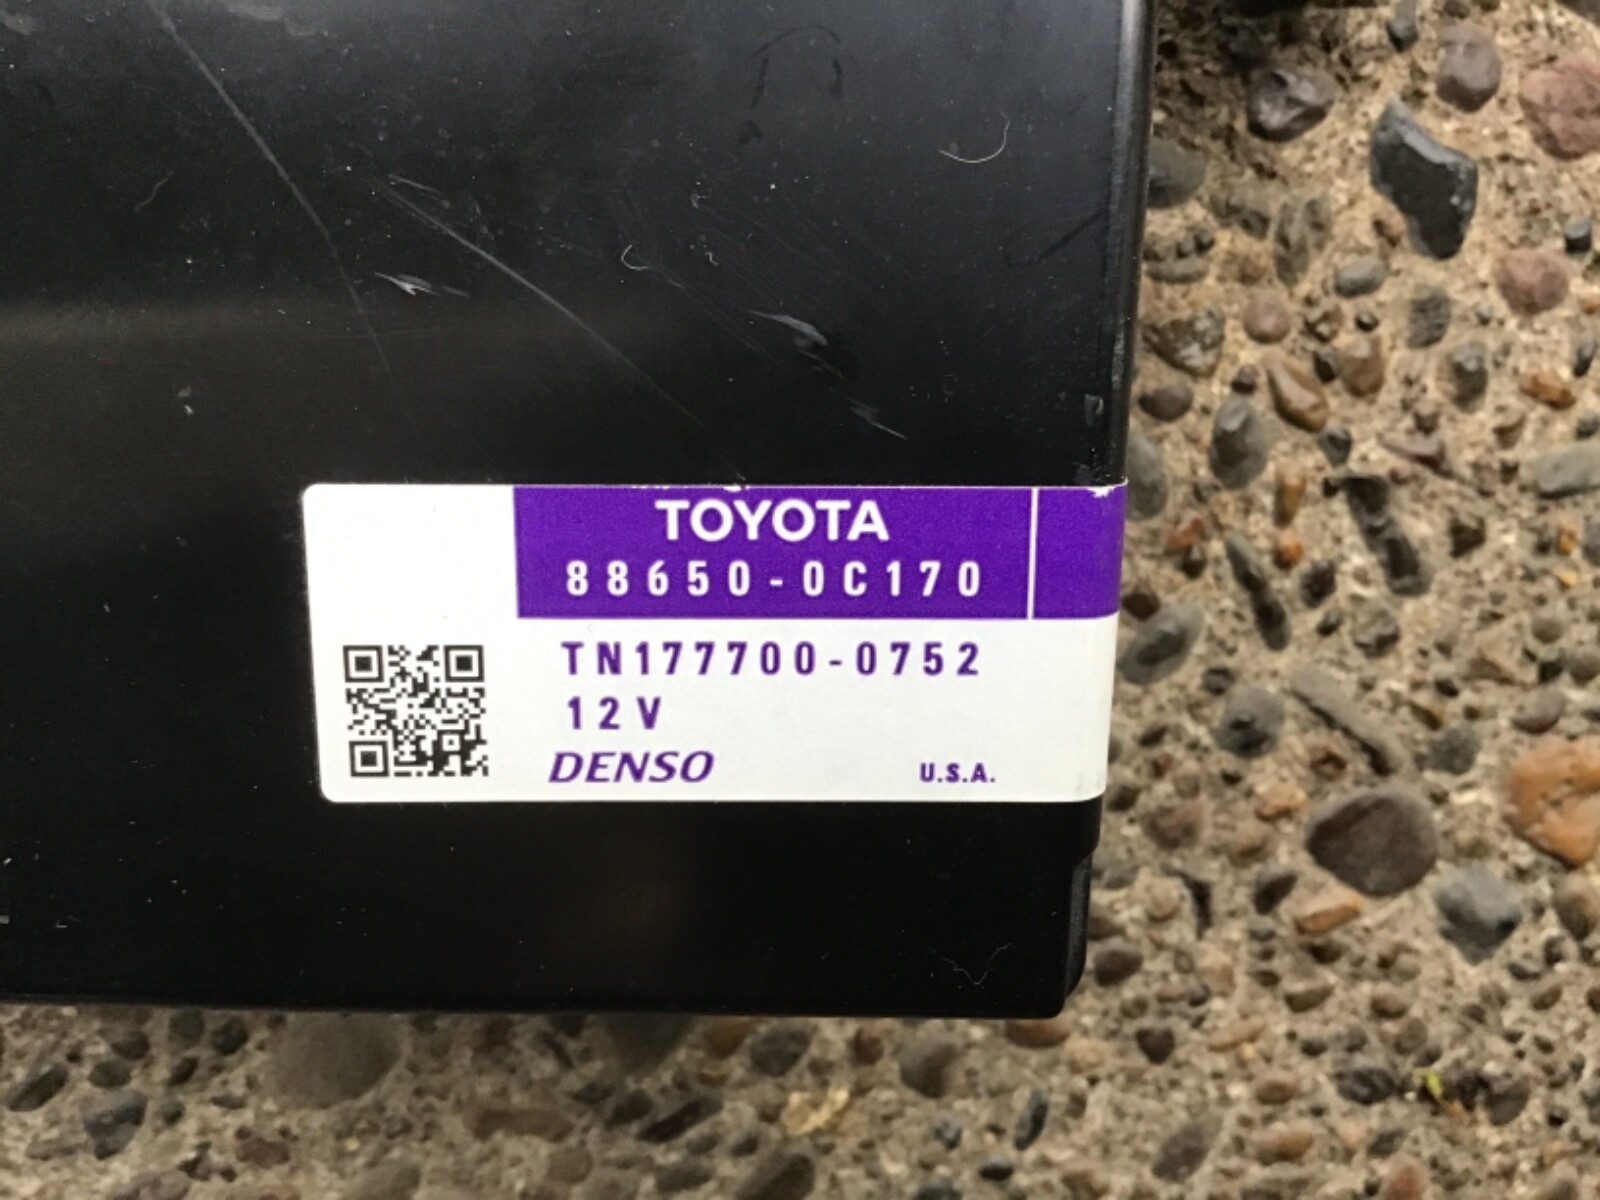 TOYOTA
88650-0C170
TN177700-0752
12V
DENSO U.S.A.